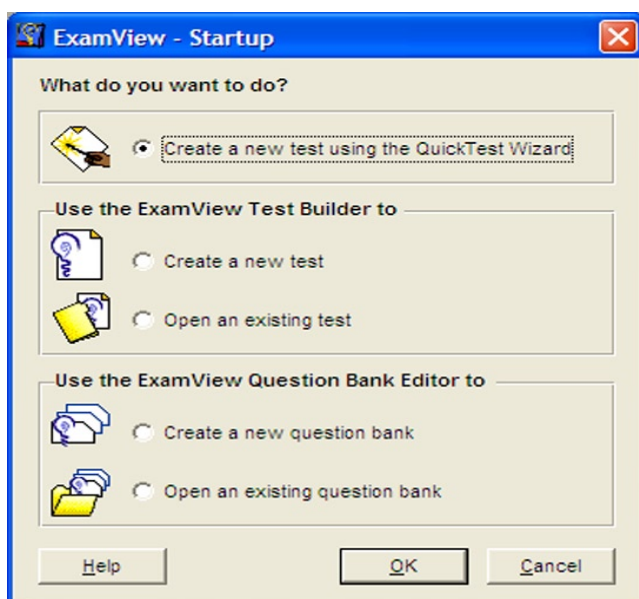 ExamView - Startup
What do you want to do?
Create a new test using the QuickTest Wizard
Use the ExamView Test Builder to
Create a new test
Open an existing test
Use the ExamView Question Bank Editor to
Create a new question bank
Open an existing question bank
Help OK Cancel